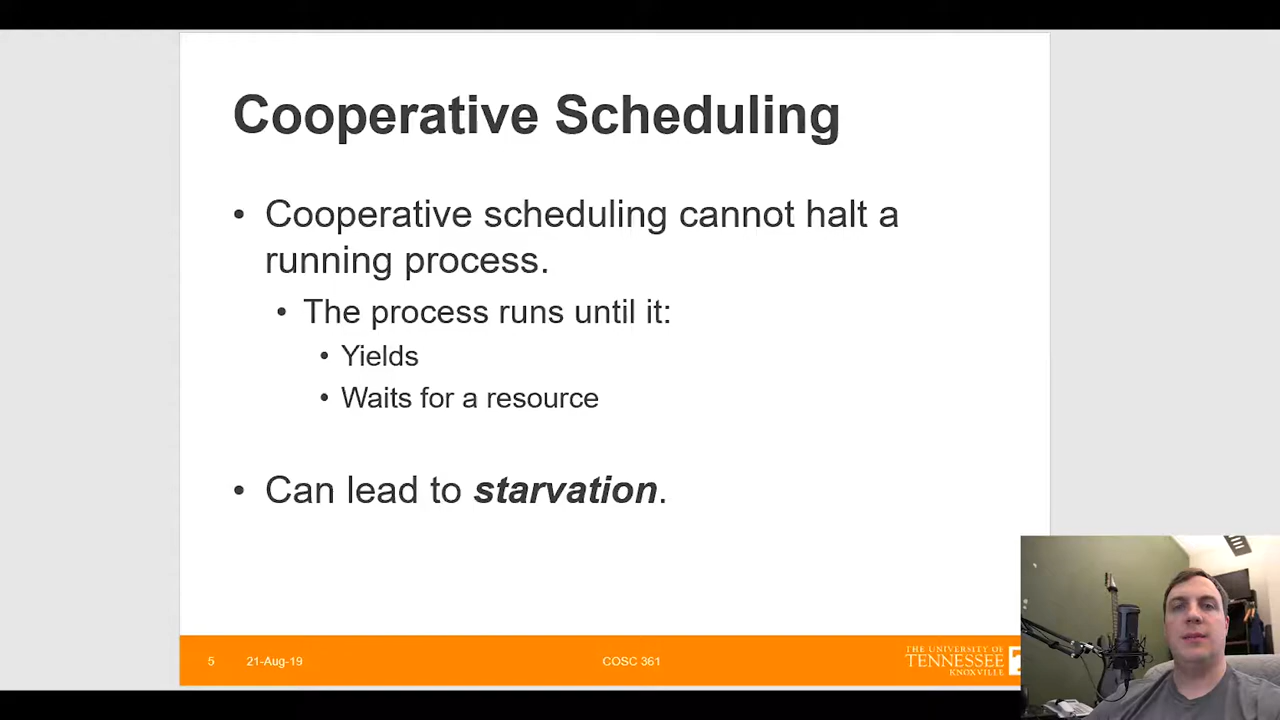 Cooperative Scheduling
• Cooperative scheduling cannot halt a
running process.
• The process runs until it:
• Yields
• Waits for a resource
• Can lead to starvation.
5
21-Aug-19
COSC 361
THE UNIVERSITY OF
TENNESSEE
KNOXVILLE